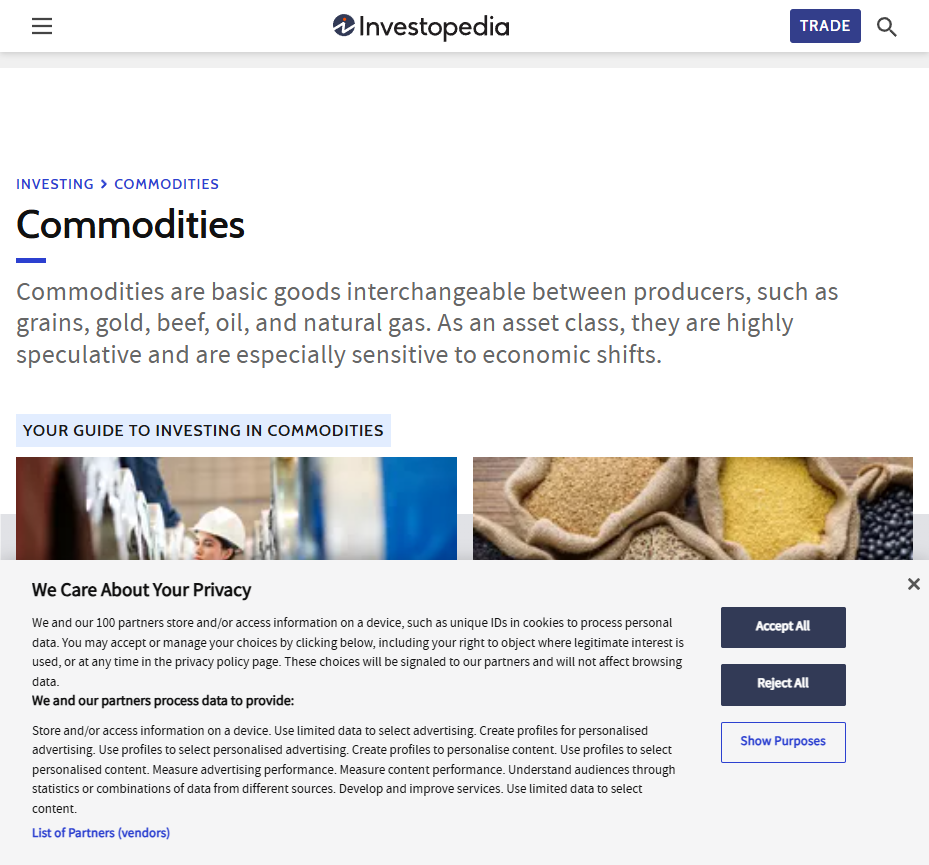 Investopedia
TRADE
INVESTING > COMMODITIES
Commodities
Commodities are basic goods interchangeable between producers, such as
grains, gold, beef, oil, and natural gas. As an asset class, they are highly
speculative and are especially sensitive to economic shifts.
YOUR GUIDE TO INVESTING IN COMMODITIES
We Care About Your Privacy
We and our 100 partners store and/or access information on a device, such as unique IDs in cookies to process personal
data. You may accept or manage your choices by clicking below, including your right to object where legitimate interest is
used, or at any time in the privacy policy page. These choices will be signaled to our partners and will not affect browsing
data.
We and our partners process data to provide:
Store and/or access information on a device. Use limited data to select advertising. Create profiles for personalised
advertising. Use profiles to select personalised advertising. Create profiles to personalise content. Use profiles to select
personalised content. Measure advertising performance. Measure content performance. Understand audiences through
statistics or combinations of data from different sources. Develop and improve services. Use limited data to select
content.
List of Partners (vendors)
Accept All
Reject All
Show Purposes